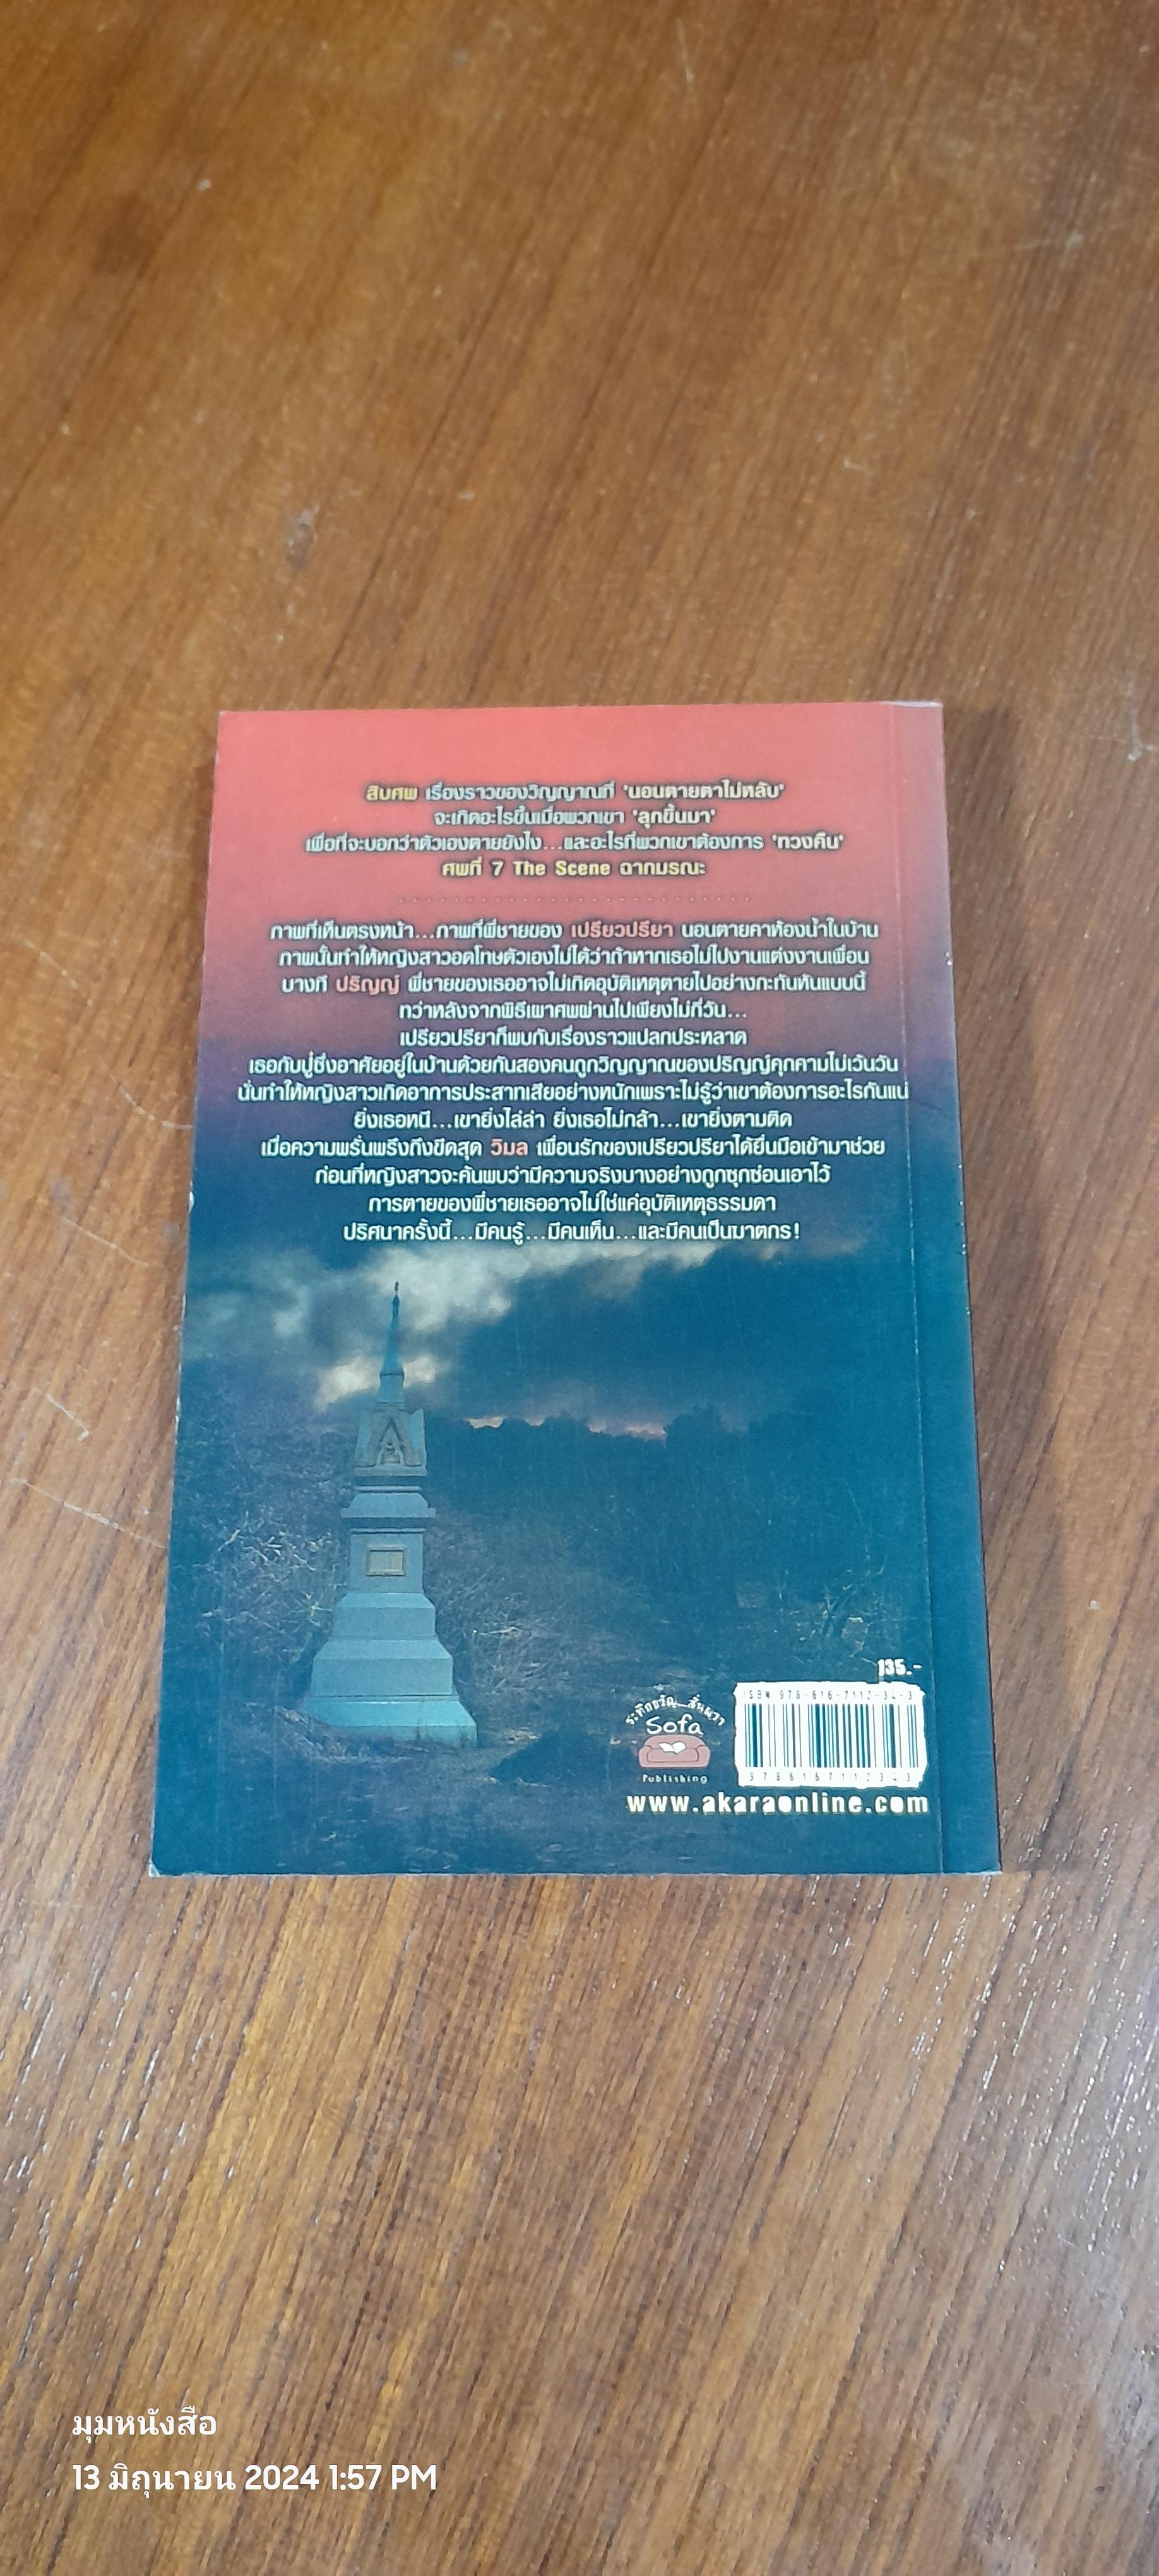 สิบศพ เรื่องราวของวิญญาณที่ 'นอนตายตาไม่หลับ'
จะเกิดอะไรขึ้นเมื่อพวกเขา 'ลุกขึ้นมา'
เพื่อที่จะบอกว่าตัวเองตายยังไง...และอะไรที่พวกเขาต้องการ 'ทวงคืน'
ศพที่ 7 The Scene ฉากมรณะ
ภาพที่เห็นตรงหน้า...ภาพที่พี่ชายของ เปรียวปรียา นอนตายคาห้องน้ำในบ้าน
ภาพนั้นทำให้หญิงสาวอดโทษตัวเองไม่ได้ว่าถ้าหากเธอไม่ไปงานแต่งงานเพื่อน
บางที ปริญญ์ พี่ชายของเธออาจไม่เกิดอุบัติเหตุตายไปอย่างกะทันหันแบบนี้
ทว่าหลังจากพิธีเผาศพผ่านไปเพียงไม่กี่วัน...
เปรียวปรียาก็พบกับเรื่องราวแปลกประหลาด
เธอกับปู่ซึ่งอาศัยอยู่ในบ้านด้วยกันสองคนถูกวิญญาณของปริญญ์คุกคามไม่เว้นวัน
นั่นทำให้หญิงสาวเกิดอาการประสาทเสียอย่างหนักเพราะไม่รู้ว่าเขาต้องการอะไรกันแน่
ยิ่งเธอหนี...เขายิ่งไล่ล่า ยิ่งเธอไม่กล้า...เขายิ่งตามติด
เมื่อความพรั่นพรึงถึงขีดสุด วิมล เพื่อนรักของเปรียวปรียาได้ยื่นมือเข้ามาช่วย
ก่อนที่หญิงสาวจะค้นพบว่ามีความจริงบางอย่างถูกซุกซ่อนเอาไว้
การตายของพี่ชายเธออาจไม่ใช่แค่อุบัติเหตุธรรมดา
ปริศนาครั้งนี้...มีคนรู้...มีคนเห็น...และมีคนเป็นฆาตกร!
135.-
ISBN 978-616-7112-34-3
9 786167 112343
ระทึกขวัญ...สั่นผวา
Sofa
Publishing
www.akaraonline.com
มุมหนังสือ
13 มิถุนายน 2024 1:57 PM